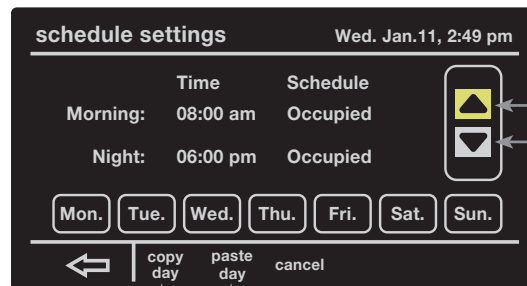 schedule settings Wed. Jan.11, 2:49 pm
Time Schedule
Morning: 08:00 am Occupied
Night: 06:00 pm Occupied
Mon. Tue. Wed. Thu. Fri. Sat. Sun.
copy paste cancel
day day